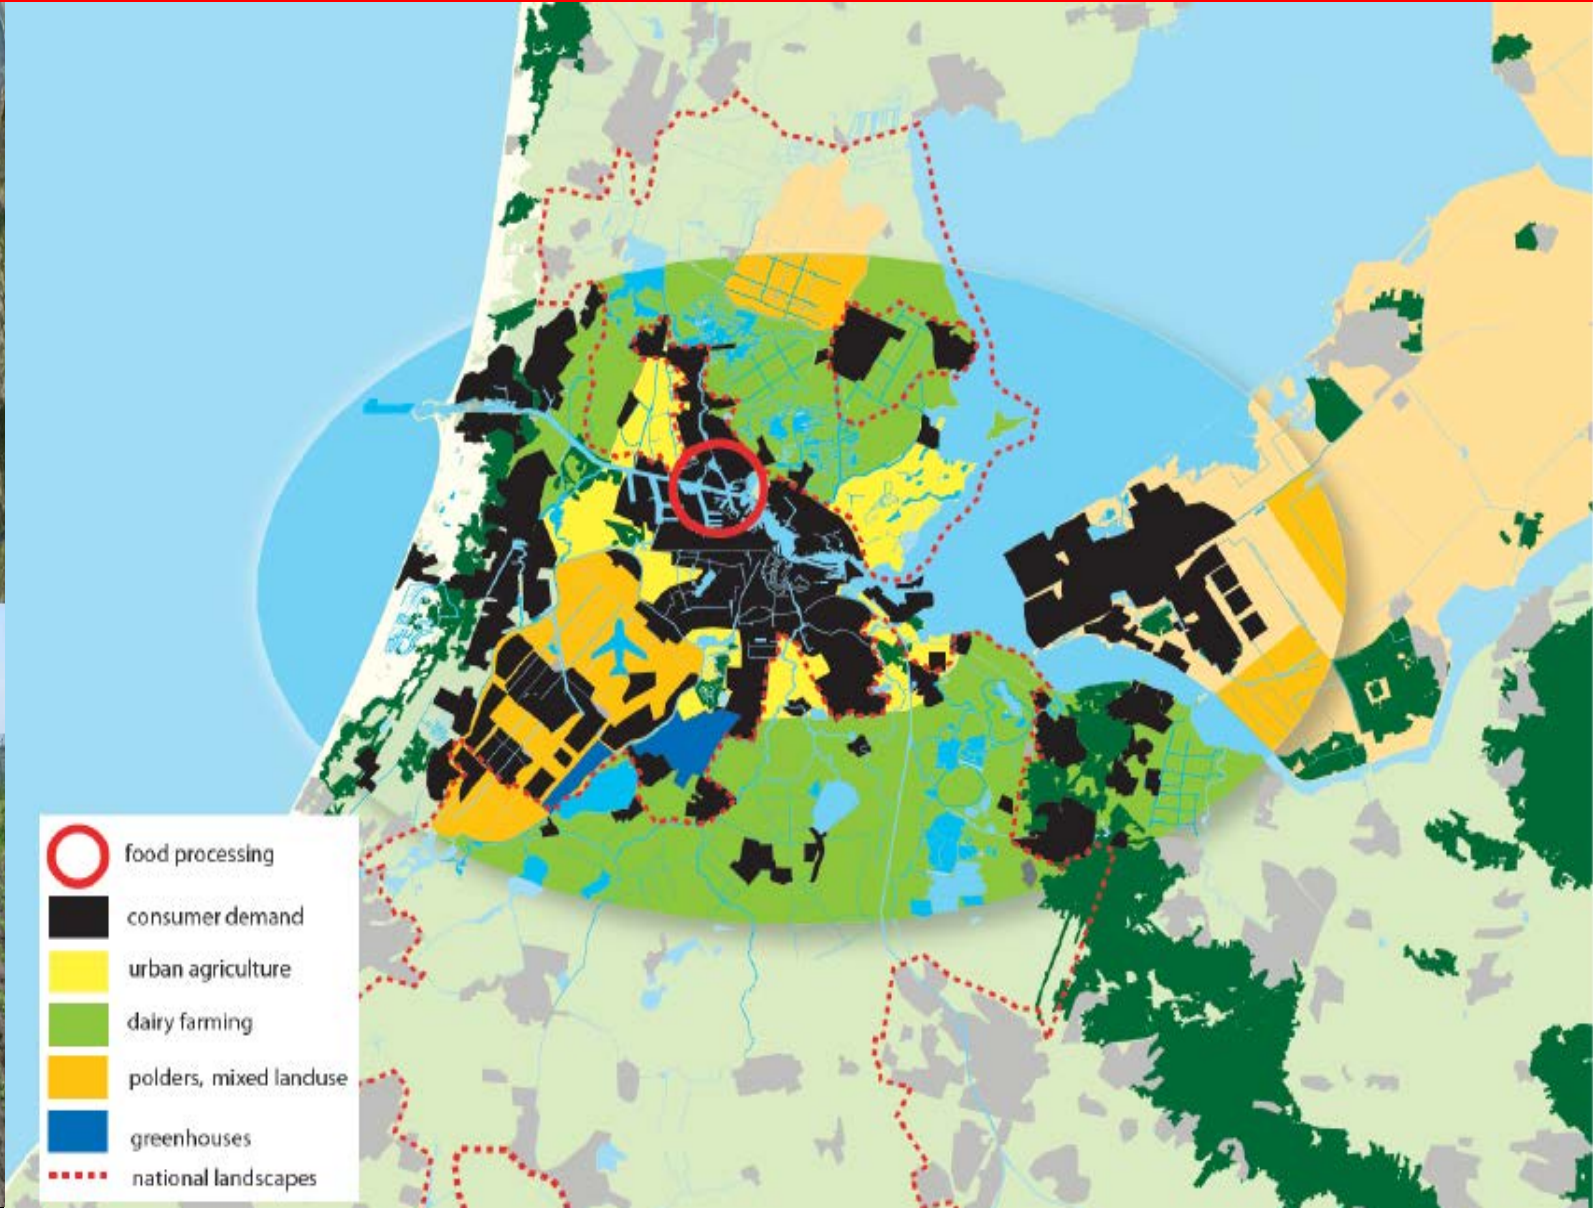 food processing
consumer demand
urban agriculture
dairy farming
polders, mixed landuse
greenhouses
national landscapes